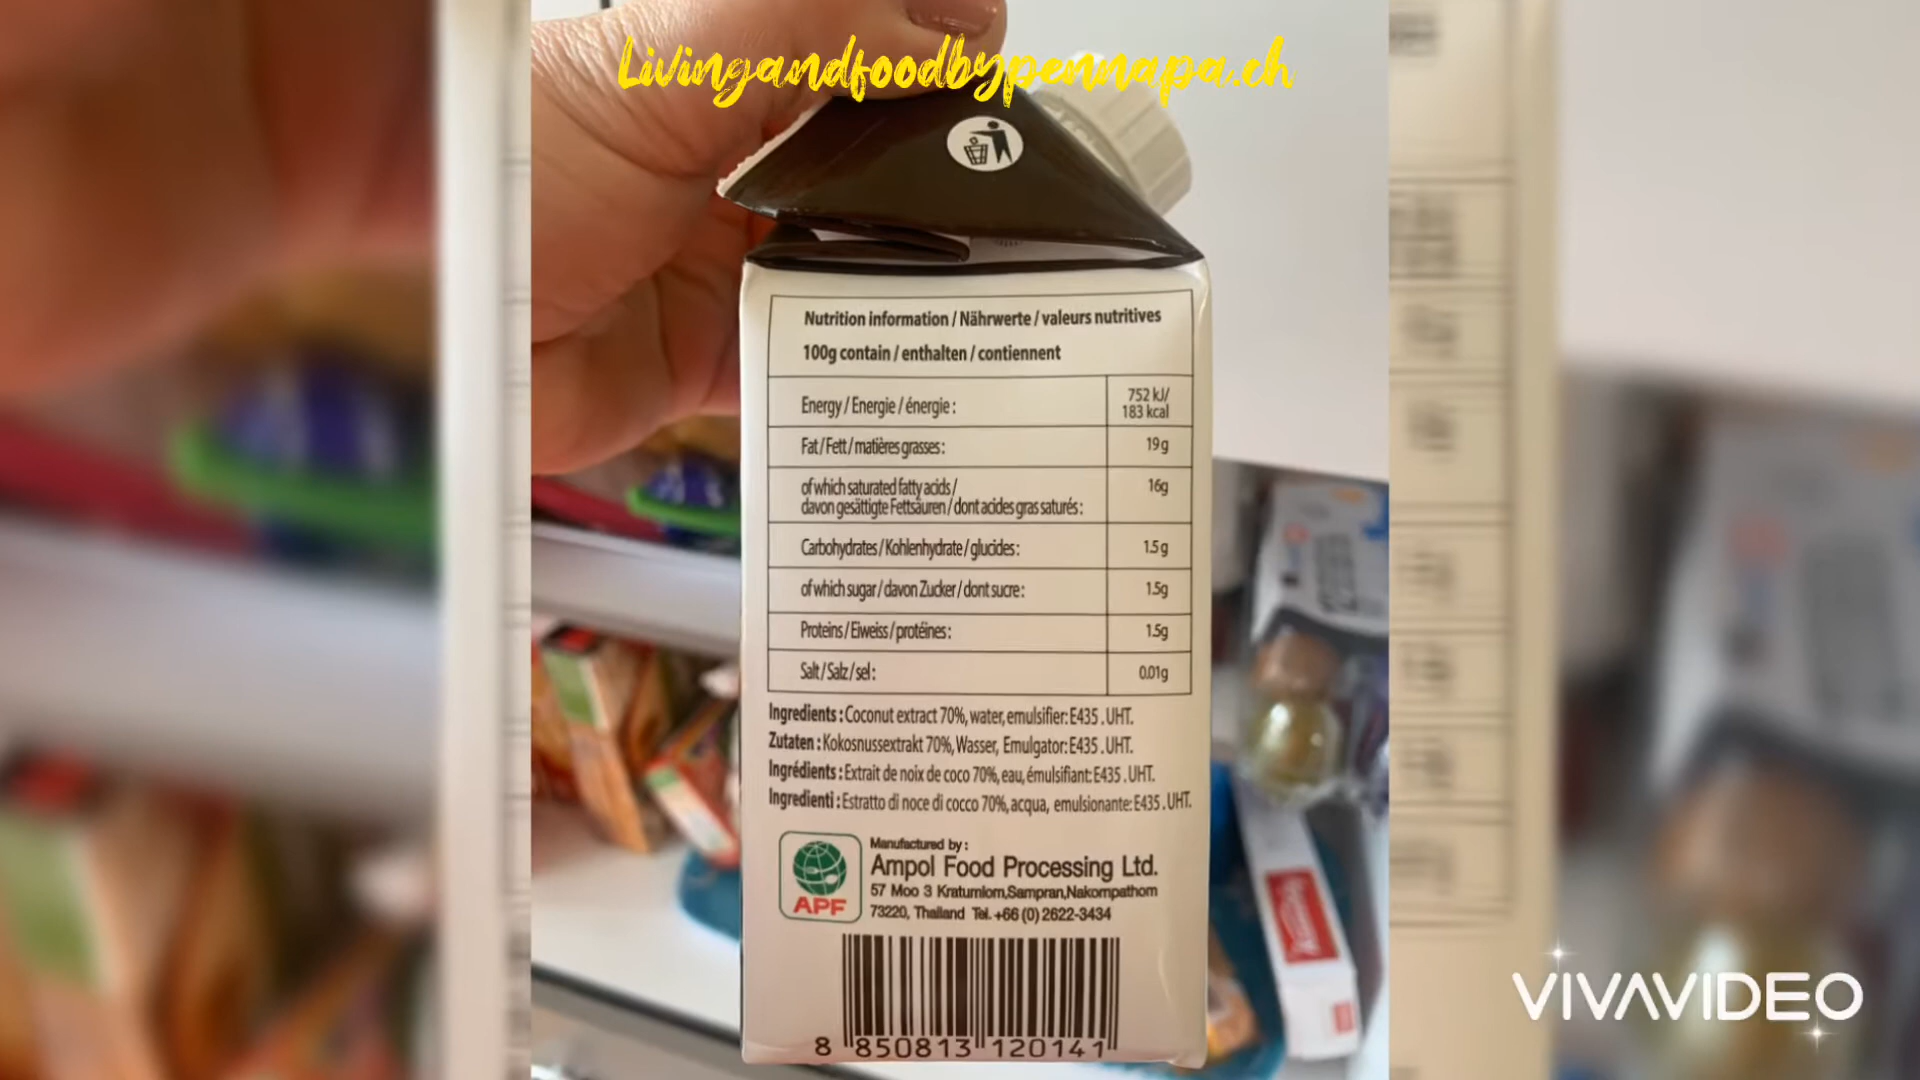 Livingandfoodbypennapa.ch
Nutrition information / Nährwerte / valeurs nutritives
100g contain / enthalten / contiennent
Energy / Energie / énergie : 752 kJ/ 183 kcal
Fat / Fett / matières grasses : 19 g
of which saturated fatty acids / 16g
davon gesättigte Fettsäuren / dont acides gras saturés :
Carbohydrates / Kohlenhydrate / glucides : 1.5 g
of which sugar / davon Zucker / dont sucre : 1.5g
Proteins / Eiweiss / protéines : 1.5g
Salt / Salz / sel : 0.01g
Ingredients : Coconut extract 70%, water, emulsifier: E435 . UHT.
Zutaten : Kokosnussextrakt 70%, Wasser, Emulgator: E435 . UHT.
Ingrédients : Extrait de noix de coco 70%, eau, émulsifiant: E435 . UHT.
Ingredienti : Estratto di noce di cocco 70%, acqua, emulsionante: E435 . UHT.
APF
Manufactured by :
Ampol Food Processing Ltd.
57 Moo 3 Kratumlom,Sampran,Nakornpathom
73220, Thailand Tel. +66 (0) 2622-3434
8 850813 120141
VIVAVIDEO